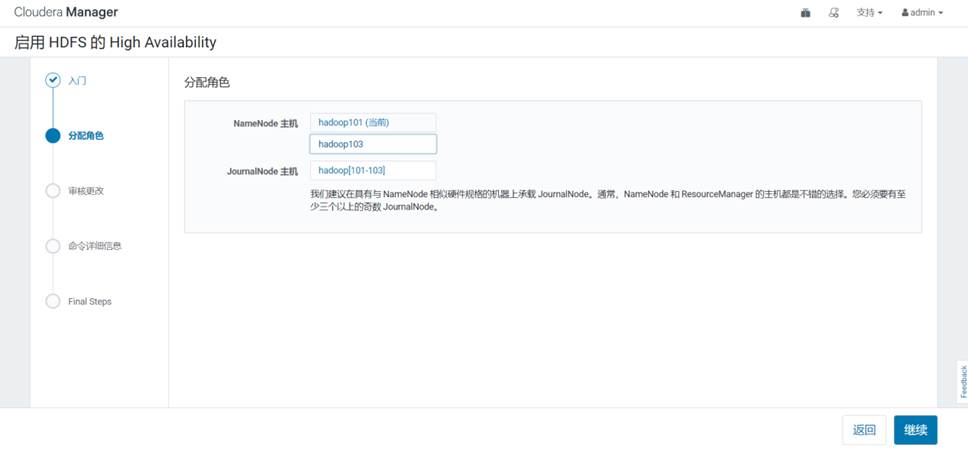 Cloudera Manager
支持
admin
启用 HDFS 的 High Availability
入门
分配角色
审核更改
命令详细信息
Final Steps
分配角色
NameNode 主机
hadoop101 (当前)
hadoop103
JournalNode 主机
hadoop[101-103]
我们建议在具有与 NameNode 相似硬件规格的机器上承载 JournalNode。通常，NameNode 和 ResourceManager 的主机都是不错的选择。您必须要有至
少三个以上的奇数 JournalNode。
Feedback
返回
继续